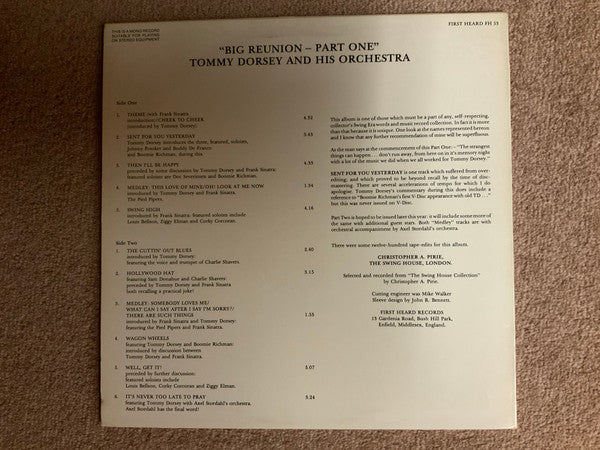 THIS IS A MONO RECORD
SUITABLE FOR PLAYING
ON STEREO EQUIPMENT
FIRST HEARD FH 53
"BIG REUNION – PART ONE"
TOMMY DORSEY AND HIS ORCHESTRA
Side One
1. THEME with Frank Sinatra 6.52
introduction/CHEEK TO CHEEK
(introduced by Tommy Dorsey)
2. SENT FOR YOU YESTERDAY 5.43
Tommy Dorsey introduces the three, featured, soloists,
Johnny Powker and Buddy De Franco
and Boomie Richman, during this.
3. THEN I'LL BE HAPPY 4.33
preceded by some discussion by Tommy Dorsey and Frank Sinatra:
featured soloists are Doc Severinsen and Boomie Richman.
4. MEDLEY: THIS LOVE OF MINE/OH! LOOK AT ME NOW 1.34
introduced by Tommy Dorsey and Frank Sinatra.
The Pied Pipers.
5. SWING HIGH 4.16
introduced by Frank Sinatra: featured soloists include
Louis Bellson, Ziggy Elman and Corky Corcoran.
Side Two
1. THE CUTTIN' OUT BLUES 2.40
introduced by Tommy Dorsey:
featuring the voice and trumpet of Charlie Shavers.
2. HOLLYWOOD HAT 3.15
featuring Sam Donahue and Charlie Shavers:
preceded by Tommy Dorsey and Frank Sinatra
both recalling a practical joke!
3. MEDLEY: SOMEBODY LOVES ME/
WHAT CAN I SAY AFTER I SAY I'M SORRY?/
THERE ARE SUCH THINGS 1.35
introduced by Frank Sinatra and Tommy Dorsey:
featuring the Pied Pipers and Frank Sinatra.
4. WAGON WHEELS
featuring Tommy Dorsey and Boomie Richman:
introduced by discussion between
Tommy Dorsey and Frank Sinatra.
5. WELL, GET IT! 5.07
preceded by further discussion:
featured soloists include
Louis Bellson, Corky Corcoran and Ziggy Elman.
6. IT'S NEVER TOO LATE TO PRAY 3.24
featuring Tommy Dorsey with Axel Stordahl's orchestra.
Axel Stordahl has the final word?
This album is one of those which must be a part of any, self-respecting,
collector's Swing Era words and music record collection. In fact it is more
than that because it is unique. One look at the names represented hereon
and I know that any further recommendation of mine will be superfluous.
As the man says at the commencement of this Part One:- "The strangest
things can happen . . . don't run away, from here on in it's memory night
with a lot of the music we did when we all worked for Tommy Dorsey."
SENT FOR YOU YESTERDAY is one track which suffered from over-
editing; and which proved to be beyond recall by the time of disc-
mastering. There are several accelerations of tempo for which I do
apologise. Tommy Dorsey's commentary during this does include a
reference to "Boomie Richman's first V-Disc appearance with old TD . . ."
but this was never issued on V-Disc.
Part Two is hoped to be issued later this year: it will include some more of
the same with additional guest stars. Both "Medley" tracks are with
orchestral accompaniment by Axel Stordahl's orchestra.
There were some twelve-hundred tape-edits for this album.
CHRISTOPHER A. PIRIE,
THE SWING HOUSE, LONDON.
Selected and recorded from "The Swing House Collection"
by Christopher A. Pirie.
Cutting engineer was Mike Walker
Sleeve design by John R. Bennett.
FIRST HEARD RECORDS
13 Gardenia Road, Bush Hill Park,
Enfield, Middlesex, England.